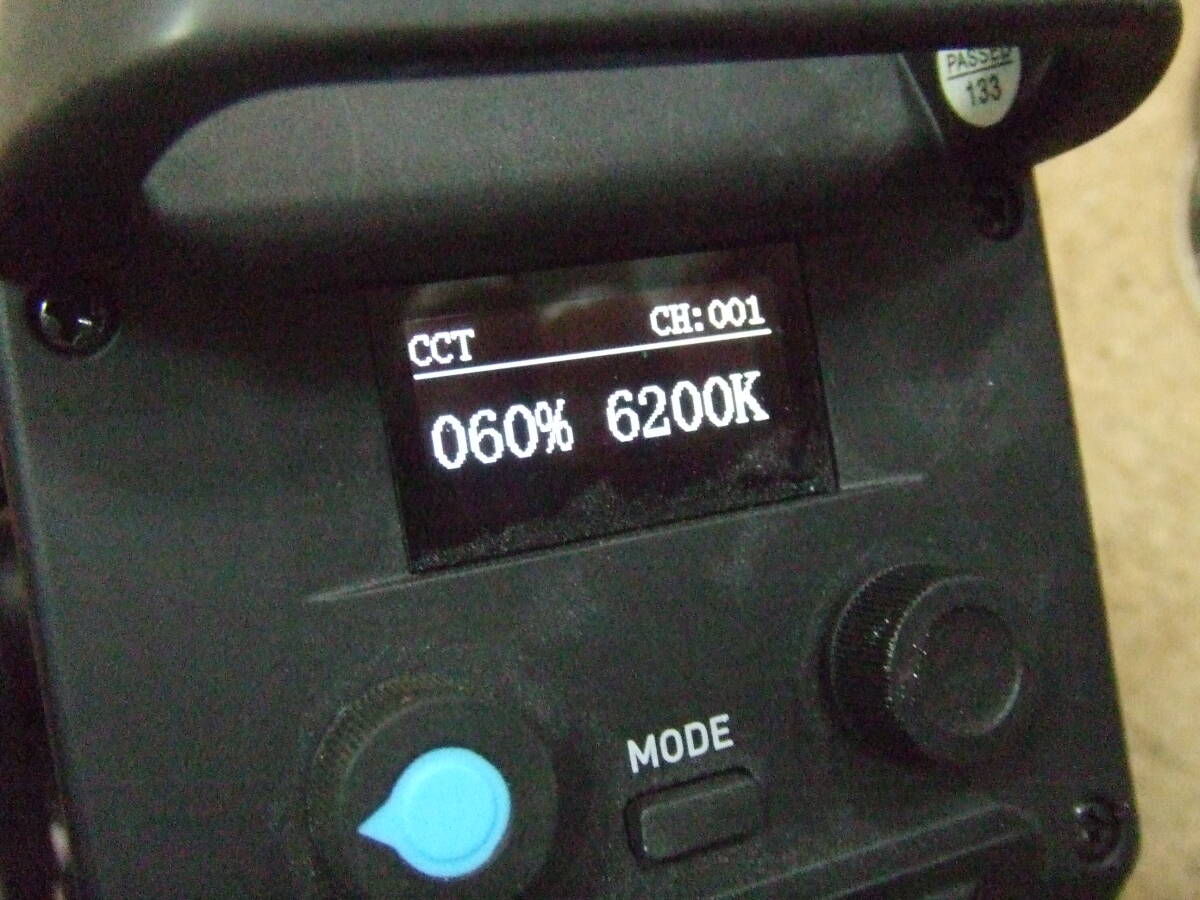 PASSED
133
CCT CH:001
060% 6200K
MODE